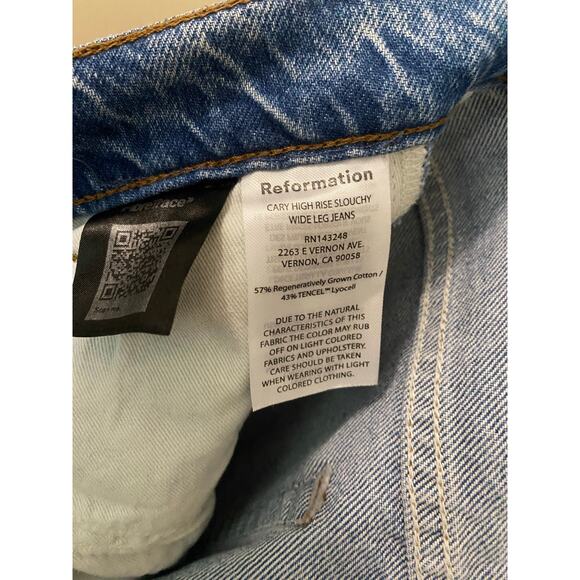 Reformation
CARY HIGH RISE SLOUCHY
WIDE LEG JEANS
RN143248
2263 E VERNON AVE.
VERNON, CA 90058
57% Regeneratively Grown Cotton /
43% TENCEL™ Lyocell
DUE TO THE NATURAL
CHARACTERISTICS OF THIS
FABRIC THE COLOR MAY RUB
OFF ON LIGHT COLORED
FABRICS AND UPHOLSTERY.
CARE SHOULD BE TAKEN
WHEN WEARING WITH LIGHT
COLORED CLOTHING.
Scan me